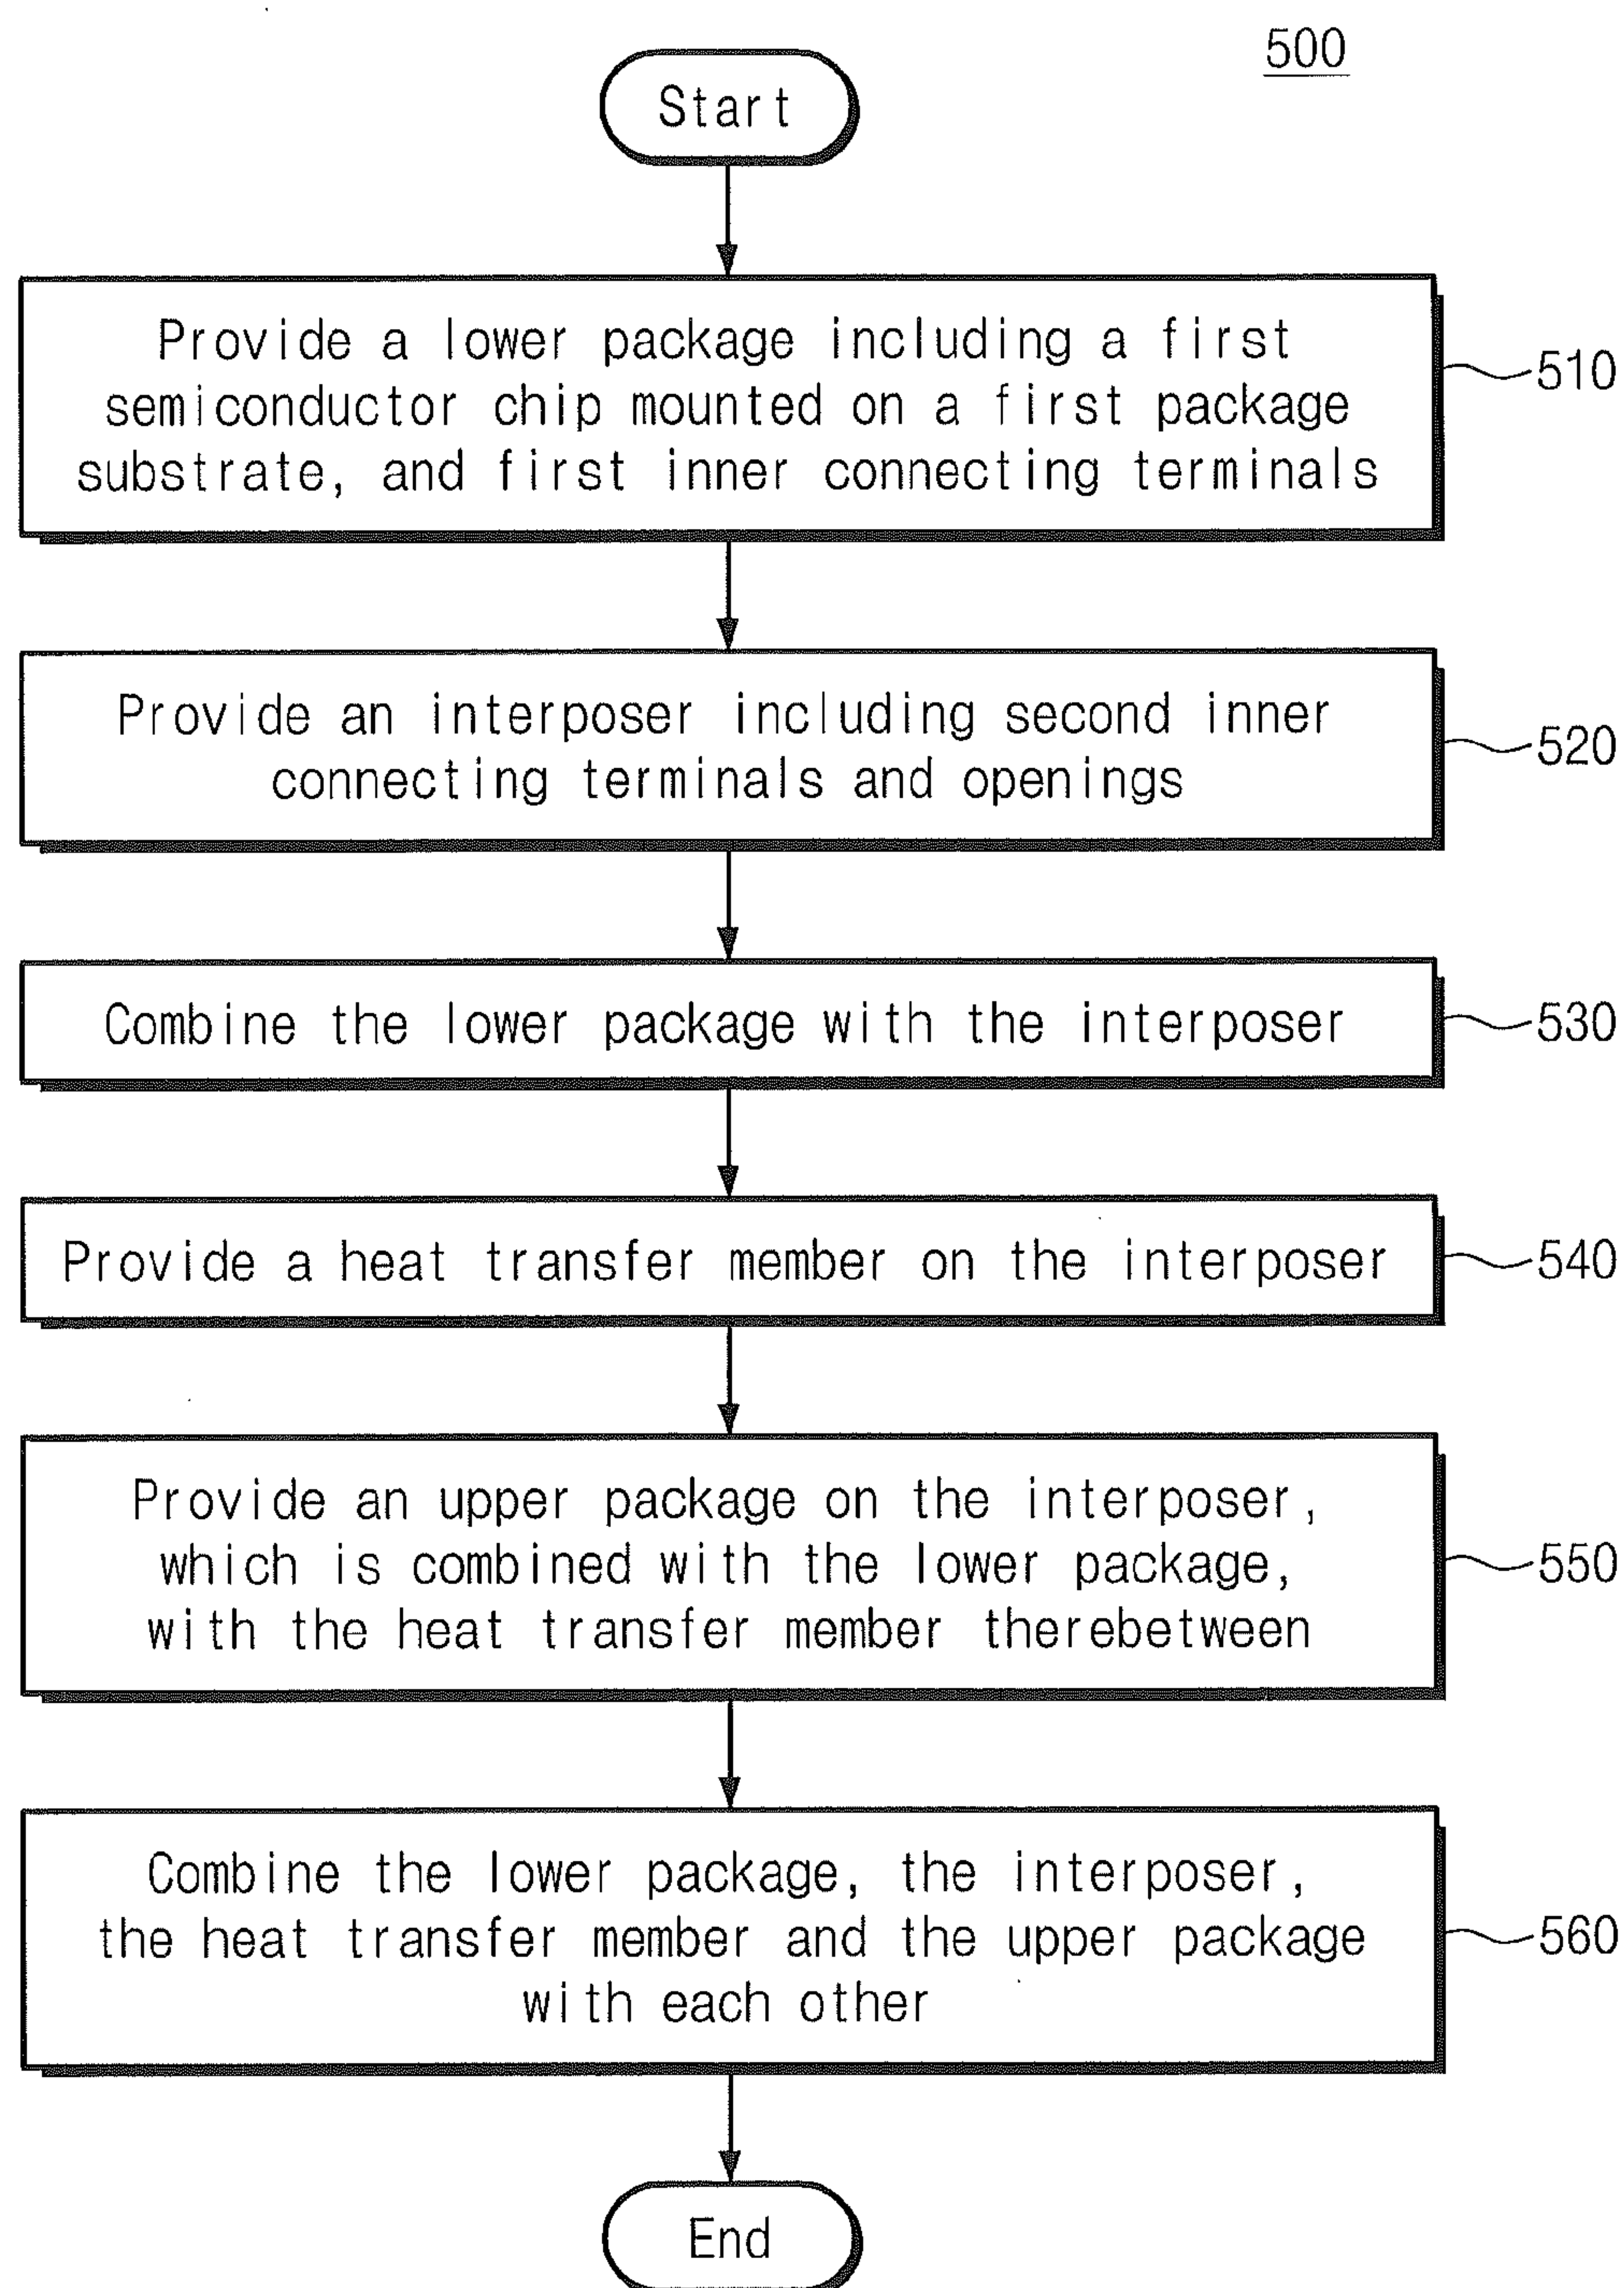 500
Start
Provide a lower package including a first
semiconductor chip mounted on a first package
substrate, and first inner connecting terminals
510
Provide an interposer including second inner
connecting terminals and openings
520
Combine the lower package with the interposer
530
Provide a heat transfer member on the interposer
540
Provide an upper package on the interposer,
which is combined with the lower package,
with the heat transfer member therebetween
550
Combine the lower package, the interposer,
the heat transfer member and the upper package
with each other
560
End